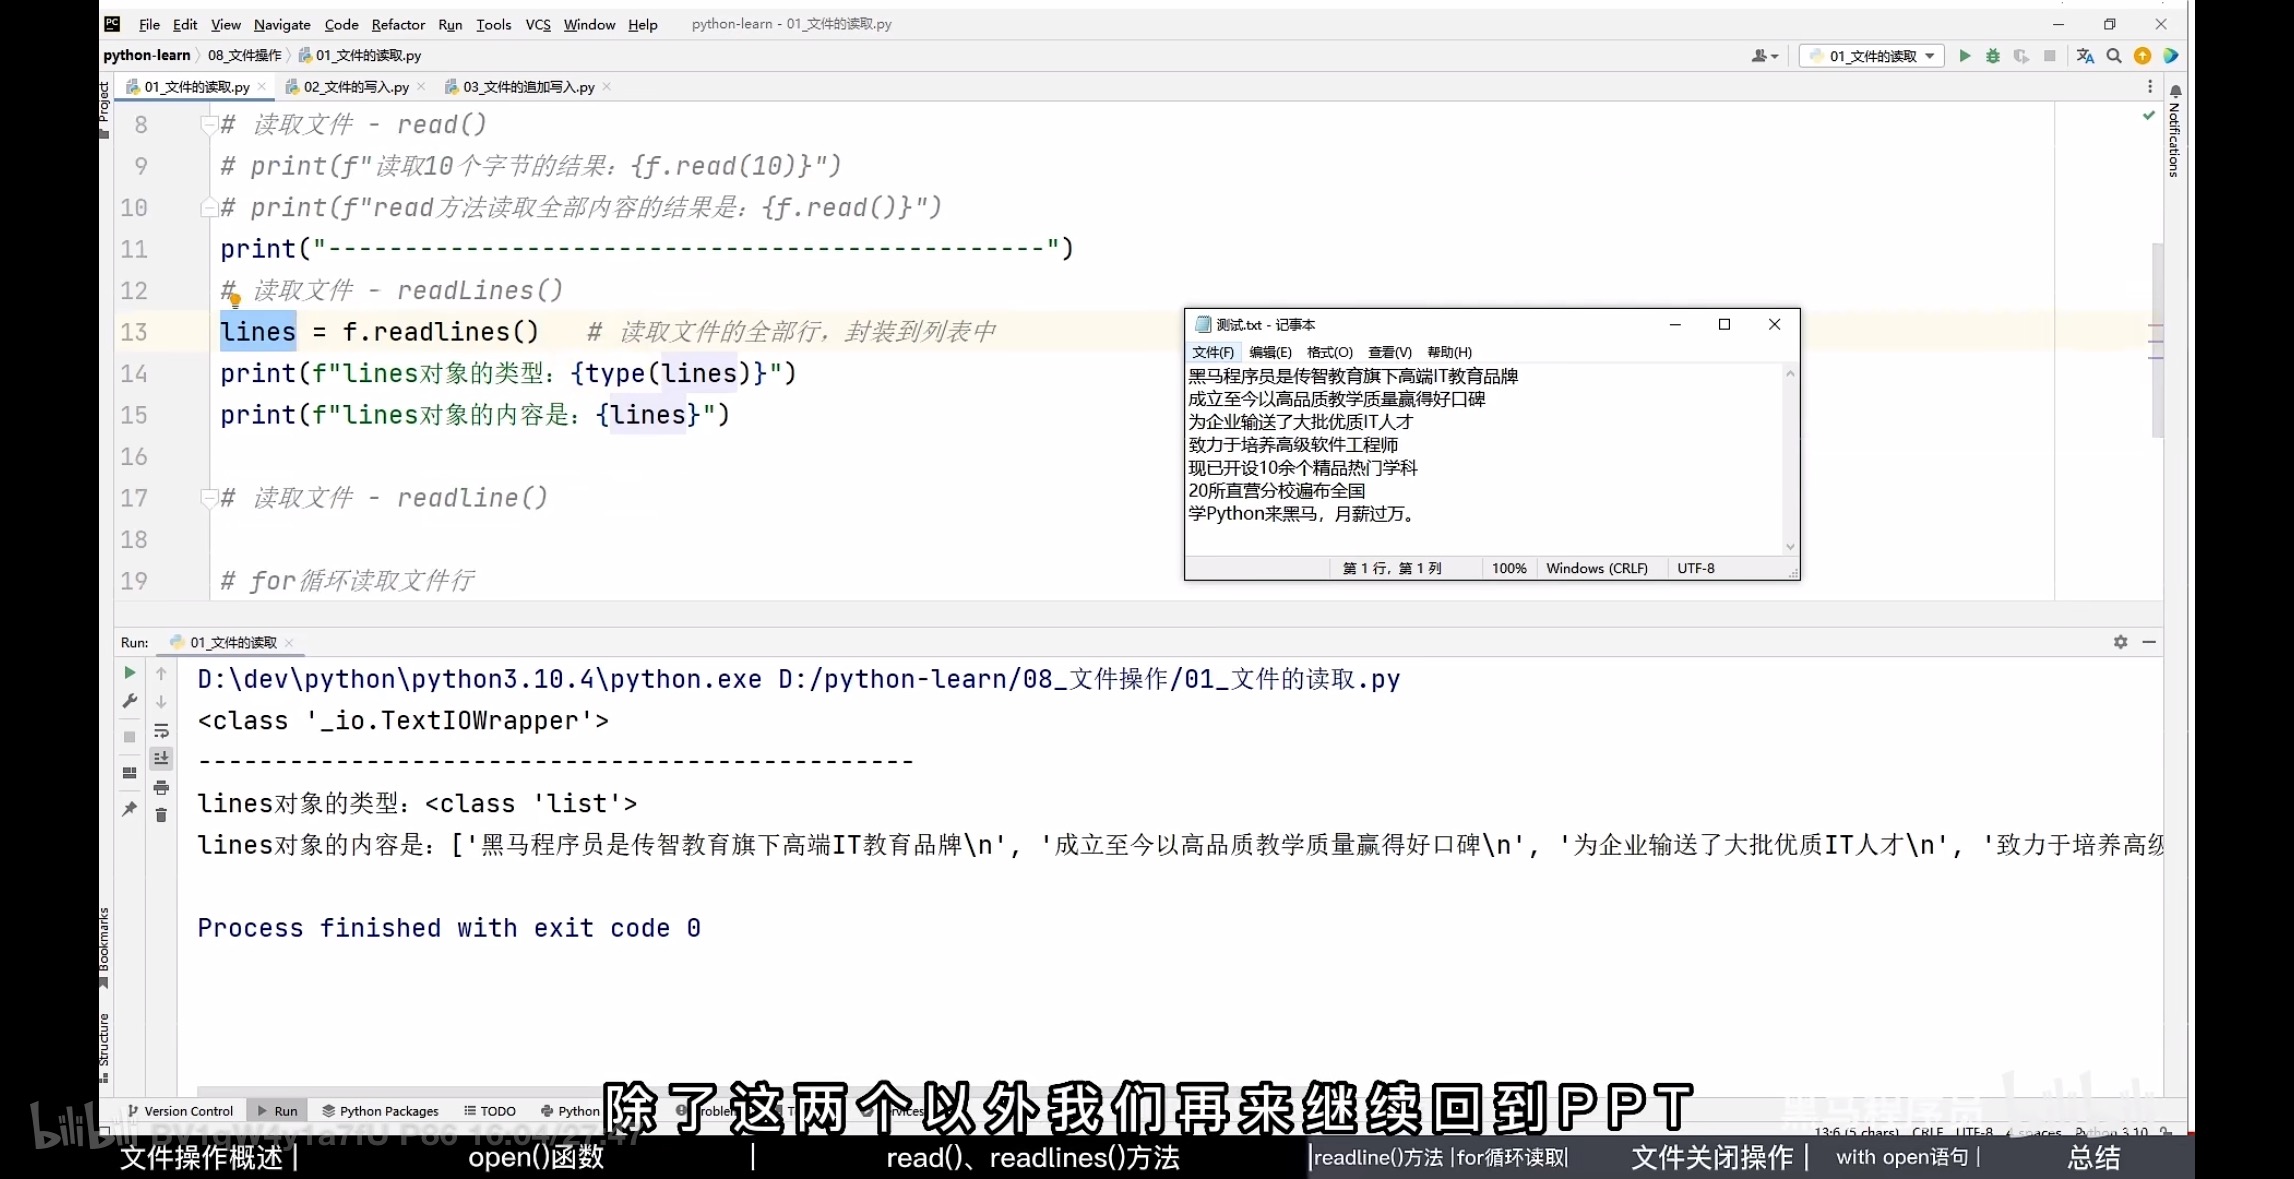 File Edit View Navigate Code Refactor Run Tools VCS Window Help python-learn - 01_文件的读取.py
python-learn 08_文件操作 01_文件的读取.py
01_文件的读取
01_文件的读取.py 02_文件的写入.py 03_文件的追加写入.py
Project
Notifications
8 # 读取文件 - read()
9 # print(f"读取10个字节的结果：{f.read(10)}")
10 # print(f"read方法读取全部内容的结果是：{f.read()}")
11 print("-----------------------------------------------")
12 # 读取文件 - readLines()
13 lines = f.readlines() # 读取文件的全部行，封装到列表中
14 print(f"lines对象的类型：{type(lines)}")
15 print(f"lines对象的内容是：{lines}")
16
17 # 读取文件 - readline()
18
19 # for循环读取文件行
测试.txt - 记事本
文件(F) 编辑(E) 格式(O) 查看(V) 帮助(H)
黑马程序员是传智教育旗下高端IT教育品牌
成立至今以高品质教学质量赢得好口碑
为企业输送了大批优质IT人才
致力于培养高级软件工程师
现已开设10余个精品热门学科
20所直营分校遍布全国
学Python来黑马，月薪过万。
第 1 行，第 1 列 100% Windows (CRLF) UTF-8
Run: 01_文件的读取
D:\dev\python\python3.10.4\python.exe D:/python-learn/08_文件操作/01_文件的读取.py
<class '_io.TextIOWrapper'>
-----------------------------------------------
lines对象的类型：<class 'list'>
lines对象的内容是：['黑马程序员是传智教育旗下高端IT教育品牌\n', '成立至今以高品质教学质量赢得好口碑\n', '为企业输送了大批优质IT人才\n', '致力于培养高级
Process finished with exit code 0
Bookmarks
Structure
Version Control Run Python Packages TODO Python
除了这两个以外我们再来继续回到PPT
黑马程序员 bilibili
bilibili BV1qW4y1a7fU P86 16:04/27:47
13:6 (5 chars) CRLF UTF-8 4 spaces Python 3.10
文件操作概述| open()函数 | read()、readlines()方法 |readline()方法 |for循环读取| 文件关闭操作 | with open语句 | 总结